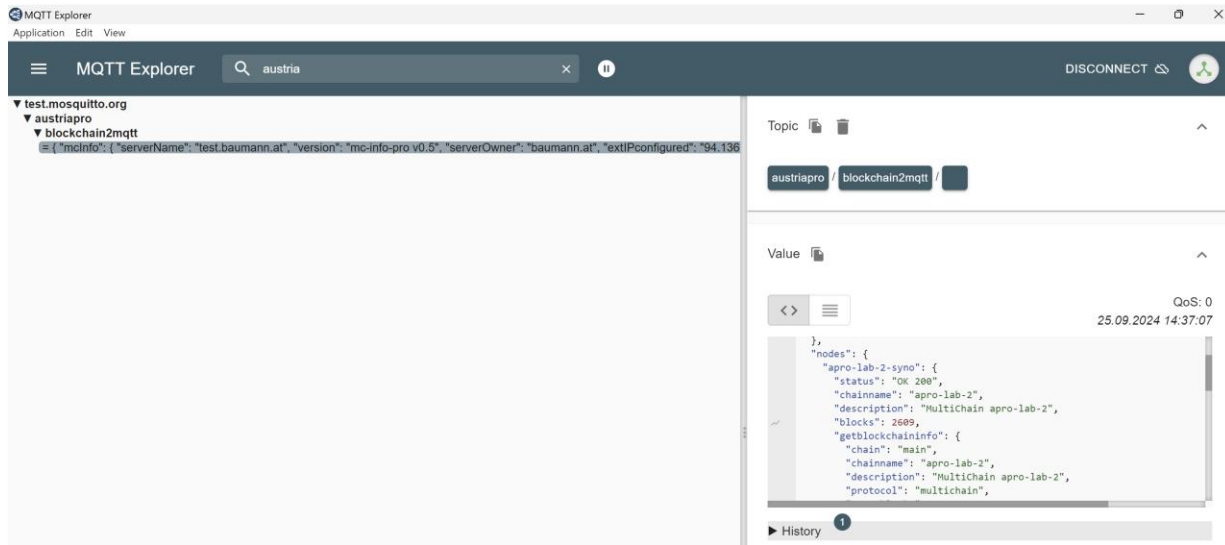 MQTT Explorer
Application Edit View
MQTT Explorer
austria
DISCONNECT
▼ test.mosquitto.org
▼ austriapro
▼ blockchain2mqtt
= { "mcInfo": { "serverName": "test.baumann.at", "version": "mc-info-pro v0.5", "serverOwner": "baumann.at", "extIPconfigured": "94.136
Topic
austriapro / blockchain2mqtt /
Value
QoS: 0
25.09.2024 14:37:07
},
"nodes": {
"apro-lab-2-syno": {
"status": "OK 200",
"chainname": "apro-lab-2",
"description": "MultiChain apro-lab-2",
"blocks": 2609,
"getblockchaininfo": {
"chain": "main",
"chainname": "apro-lab-2",
"description": "MultiChain apro-lab-2",
"protocol": "multichain",
▶ History 1